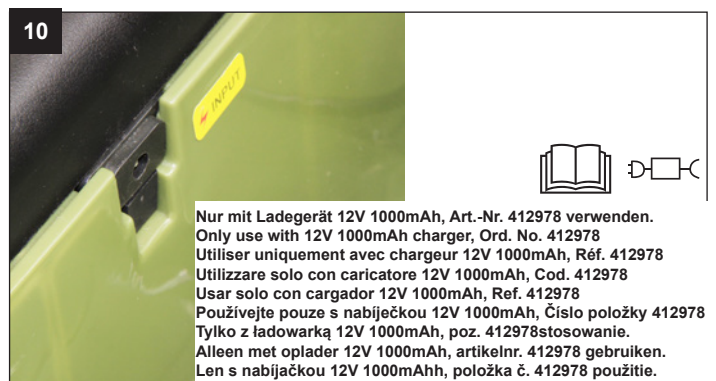 10
INPUT
Nur mit Ladegerät 12V 1000mAh, Art.-Nr. 412978 verwenden.
Only use with 12V 1000mAh charger, Ord. No. 412978
Utiliser uniquement avec chargeur 12V 1000mAh, Réf. 412978
Utilizzare solo con caricatore 12V 1000mAh, Cod. 412978
Usar solo con cargador 12V 1000mAh, Ref. 412978
Používejte pouze s nabíječkou 12V 1000mAh, Číslo položky 412978
Tylko z ładowarką 12V 1000mAh, poz. 412978stosowanie.
Alleen met oplader 12V 1000mAh, artikelnr. 412978 gebruiken.
Len s nabíjačkou 12V 1000mAhh, položka č. 412978 použitie.